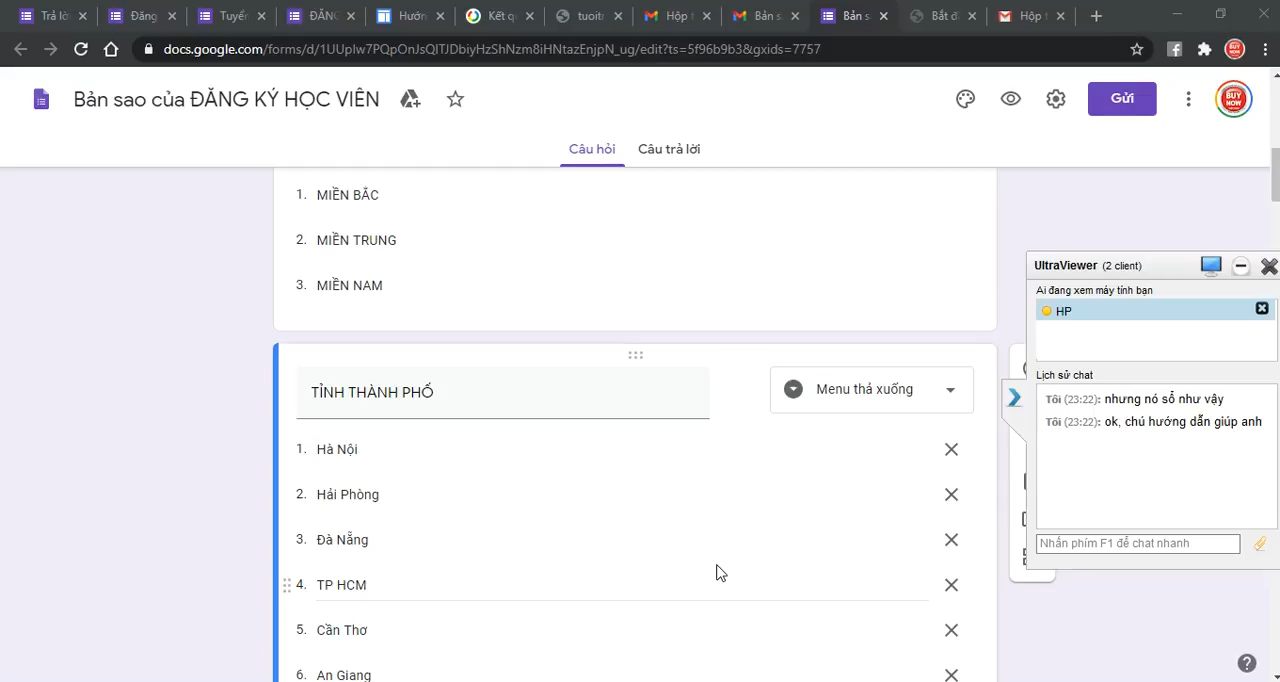 Trả lờ
Đăng
Tuyển
ĐĂN
Hướn
Kết q
tuoitr
Hộp t
Bản s
Bản s
Bắt đ
Hộp t
docs.google.com/forms/d/1UUpIw7PQpOnJsQITJDbiyHzShNzm8iHNtazEnjpN_ug/edit?ts=5f96b9b3&gxids=7757
BUY NOW
Bản sao của ĐĂNG KÝ HỌC VIÊN
Gửi
BUY NOW
Câu hỏi
Câu trả lời
1. MIỀN BẮC
2. MIỀN TRUNG
3. MIỀN NAM
TỈNH THÀNH PHỐ
Menu thả xuống
1. Hà Nội
2. Hải Phòng
3. Đà Nẵng
4. TP HCM
5. Cần Thơ
6. An Giang
UltraViewer (2 client)
Ai đang xem máy tính bạn
HP
Lịch sử chat
Tôi (23:22): nhưng nó sổ như vậy
Tôi (23:22): ok, chú hướng dẫn giúp anh
Nhấn phím F1 để chat nhanh